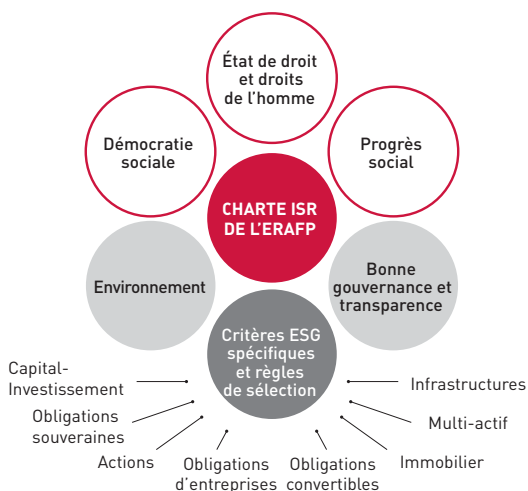 État de droit
et droits
de l'homme
Démocratie
sociale
Progrès
social
CHARTE ISR
DE L'ERAFP
Environnement
Bonne
gouvernance et
transparence
Critères ESG
spécifiques
et règles
de sélection
Capital-
Investissement
Obligations
souveraines
Actions
Obligations
d'entreprises
Obligations
convertibles
Immobilier
Multi-actif
Infrastructures